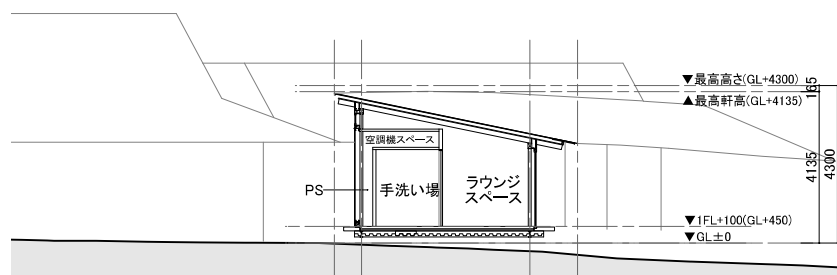 ▼最高高さ(GL+4300)
▲最高軒高(GL+4135)
165
4135
4300
空調機スペース
PS
手洗い場
ラウンジ
スペース
▼1FL+100(GL+450)
▼GL±0